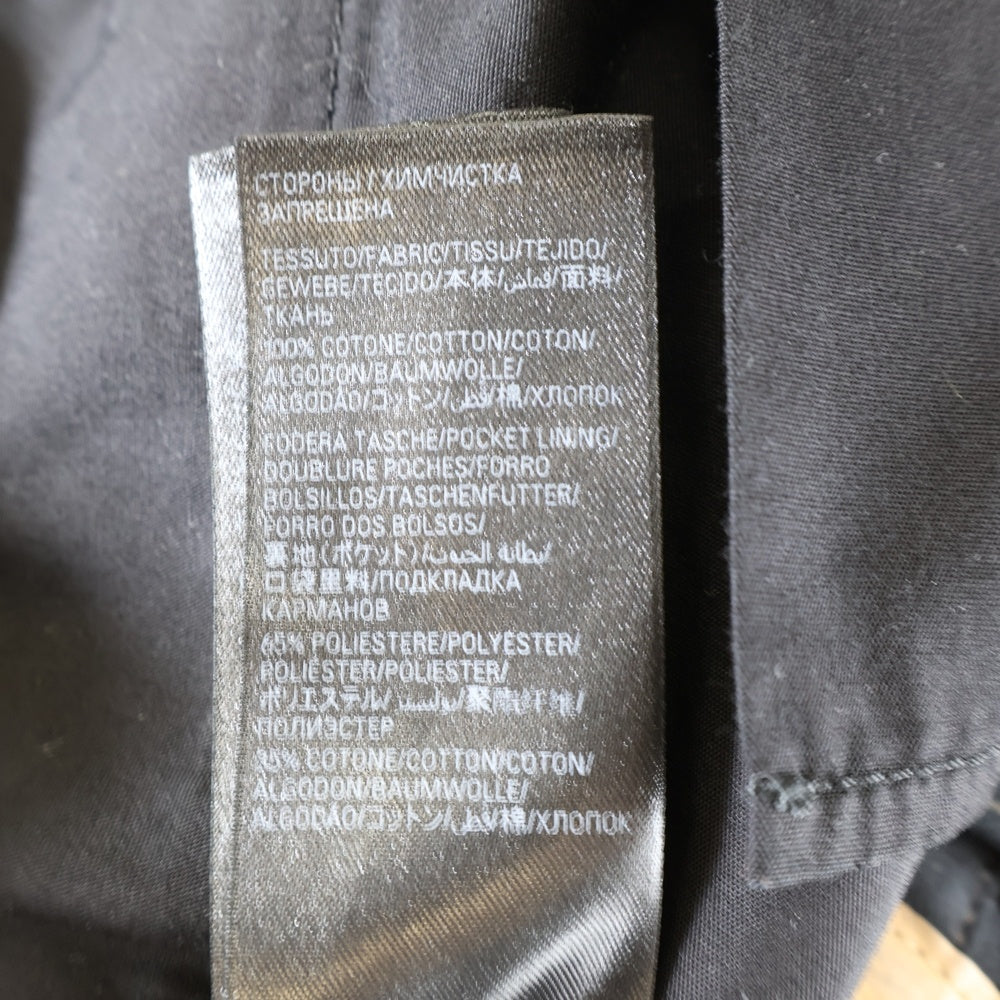 СТОРОНЫ / ХИМЧИСТКА
ЗАПРЕЩЕНА
TESSUTO/FABRIC/TISSU/TEJIDO/
GEWEBE/TECIDO/本体/قماش/面料/
ТКАНЬ
100% COTONE/COTTON/COTON/
ALGODON/BAUMWOLLE/
ALGODÃO/コットン/قطن/棉/ХЛОПОК
FODERA TASCHE/POCKET LINING/
DOUBLURE POCHES/FORRO
BOLSILLOS/TASCHENFUTTER/
FORRO DOS BOLSOS/
裏地(ポケット)/بطانة الجيوب/
口袋里料/ПОДКЛАДКА
КАРМАНОВ
65% POLIESTERE/POLYESTER/
POLIÉSTER/POLIESTER/
ポリエステル/بوليستر/聚酯纤维/
ПОЛИЭСТЕР
35% COTONE/COTTON/COTON/
ALGODON/BAUMWOLLE/
ALGODÃO/コットン/قطن/棉/ХЛОПОК